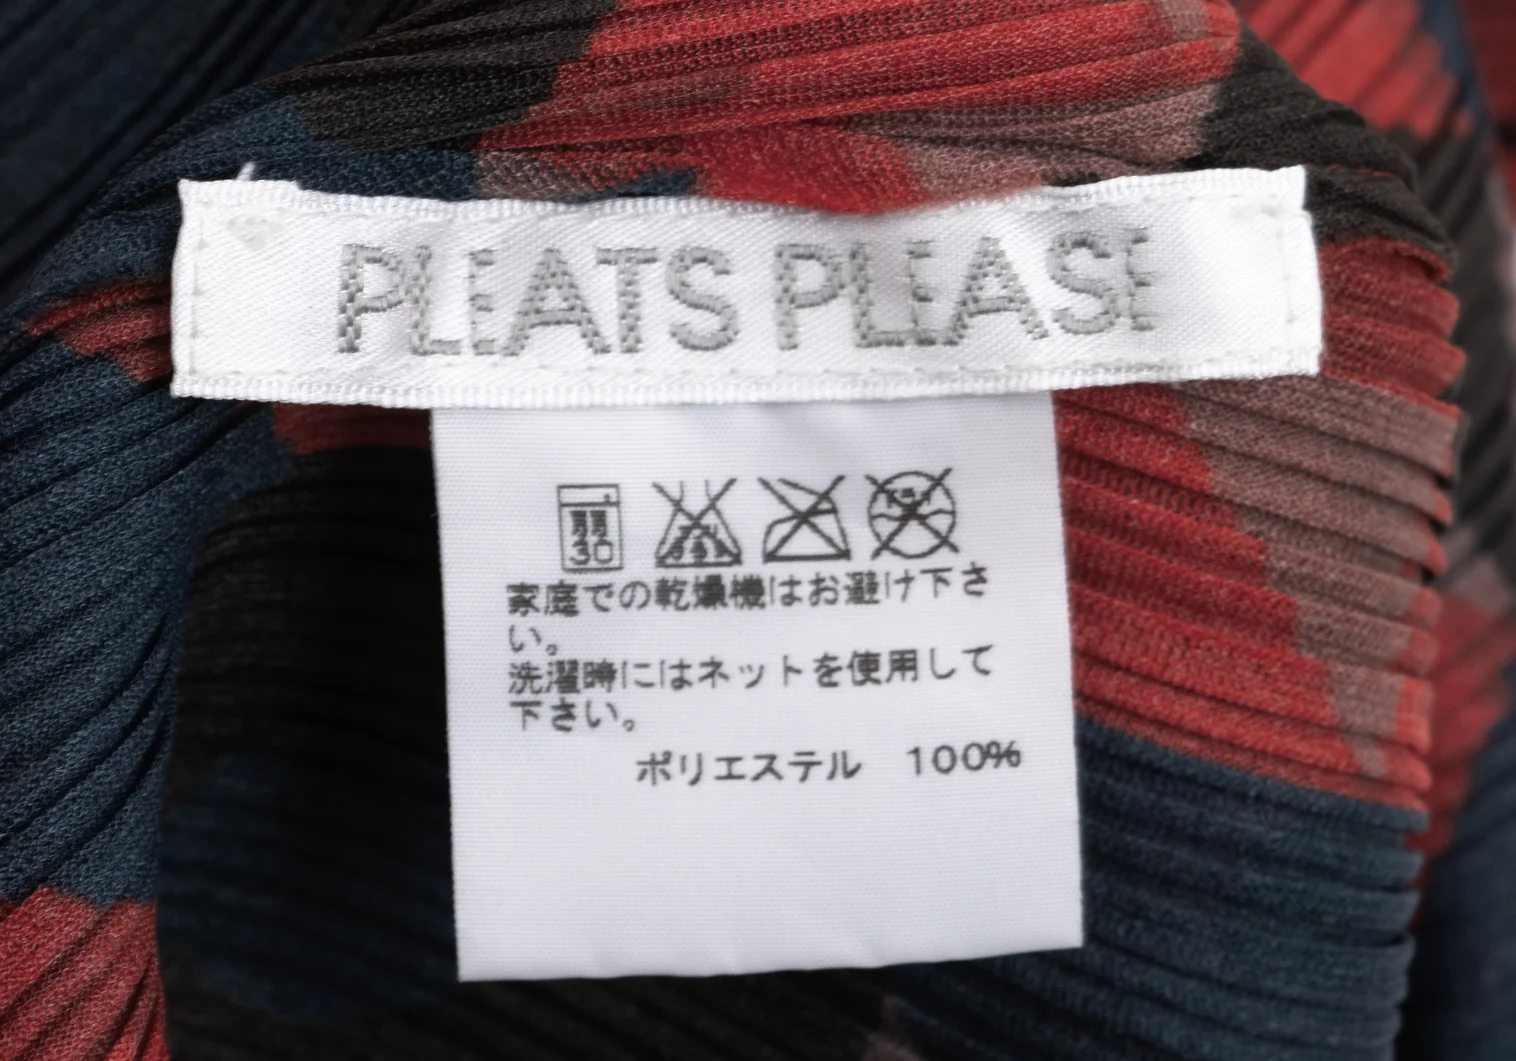 PLEATS PLEASE
弱
30
家庭での乾燥機はお避け下さ
い。
洗濯時にはネットを使用して
下さい。
ポリエステル 100%